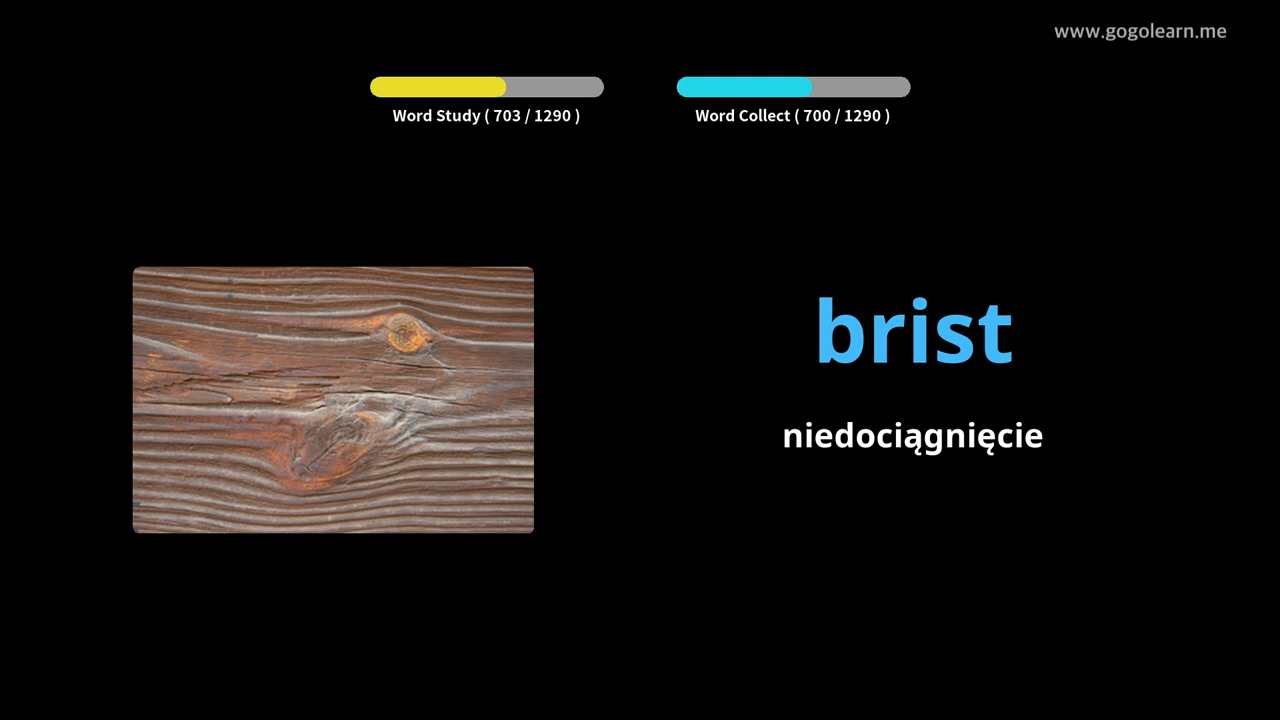 www.gogolearn.me
Word Study ( 703 / 1290 )
Word Collect ( 700 / 1290 )
brist
niedociągnięcie